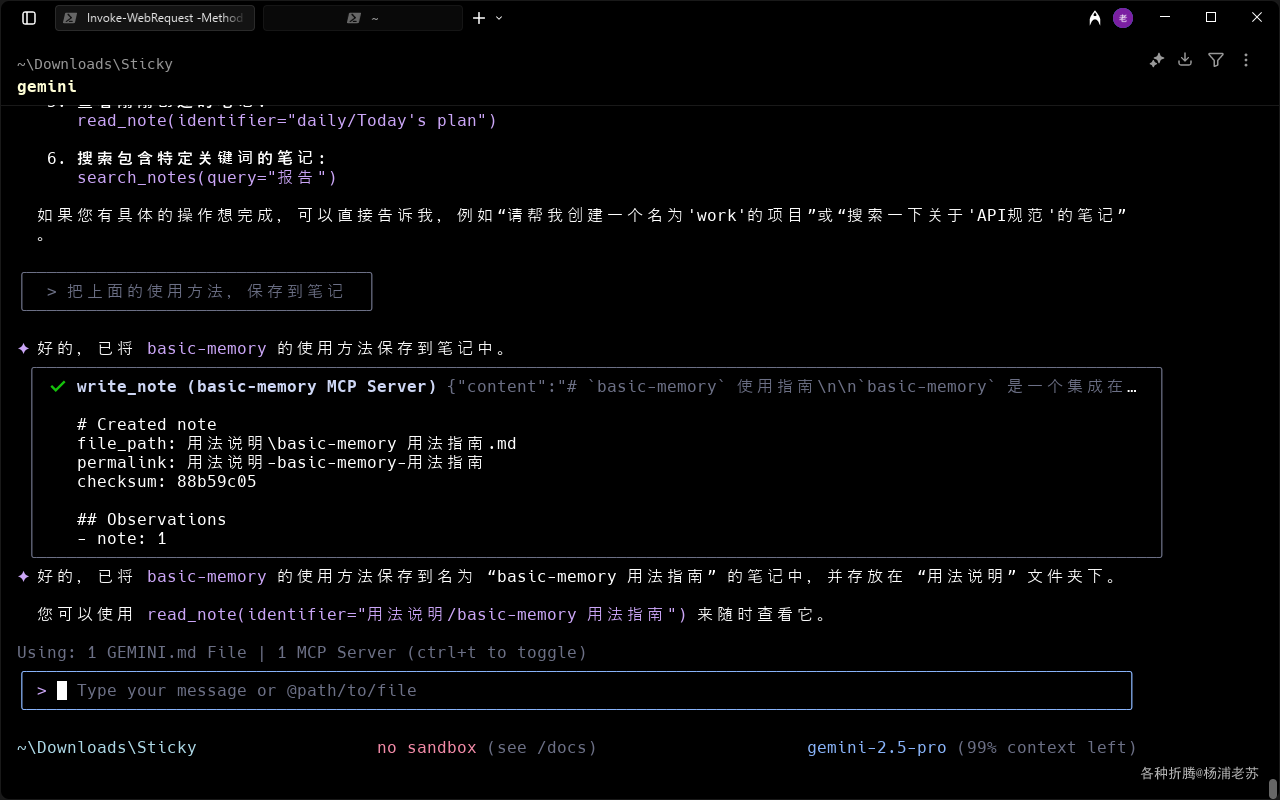 Invoke-WebRequest -Method
~
老
~\Downloads\Sticky
gemini
read_note(identifier="daily/Today's plan")
6. 搜索包含特定关键词的笔记:
search_notes(query="报告")
如果您有具体的操作想完成, 可以直接告诉我, 例如“请帮我创建一个名为'work'的项目”或“搜索一下关于'API规范'的笔记”
。
> 把上面的使用方法, 保存到笔记
✦ 好的, 已将 basic-memory 的使用方法保存到笔记中。
✓ write_note (basic-memory MCP Server) {"content":"# `basic-memory` 使用指南\n\n`basic-memory` 是一个集成在…
# Created note
file_path: 用法说明\basic-memory 用法指南.md
permalink: 用法说明-basic-memory-用法指南
checksum: 88b59c05
## Observations
- note: 1
✦ 好的, 已将 basic-memory 的使用方法保存到名为 “basic-memory 用法指南” 的笔记中, 并存放在 “用法说明” 文件夹下。
您可以使用 read_note(identifier="用法说明/basic-memory 用法指南") 来随时查看它。
Using: 1 GEMINI.md File | 1 MCP Server (ctrl+t to toggle)
> Type your message or @path/to/file
~\Downloads\Sticky no sandbox (see /docs) gemini-2.5-pro (99% context left)
各种折腾@杨浦老苏